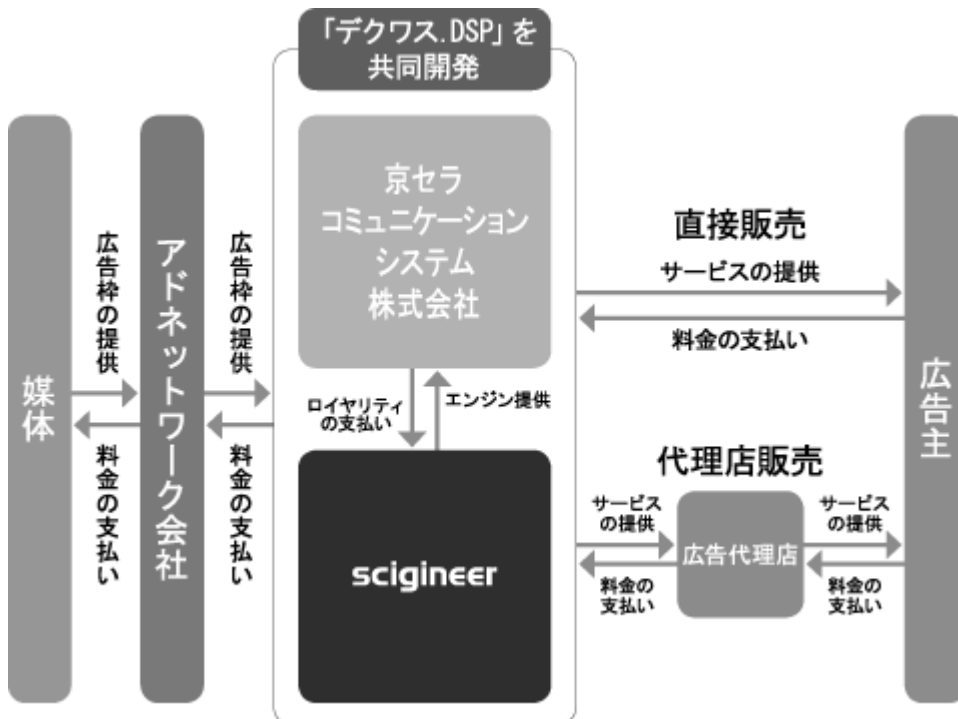 「デクワス.DSP」を
共同開発
媒体
広告枠の提供
料金の支払い
アドネットワーク会社
広告枠の提供
料金の支払い
京セラ
コミュニケーション
システム
株式会社
ロイヤリティ
の支払い
エンジン提供
scigineer
直接販売
サービスの提供
料金の支払い
代理店販売
サービス
の提供
料金の
支払い
広告代理店
サービス
の提供
料金の
支払い
広告主